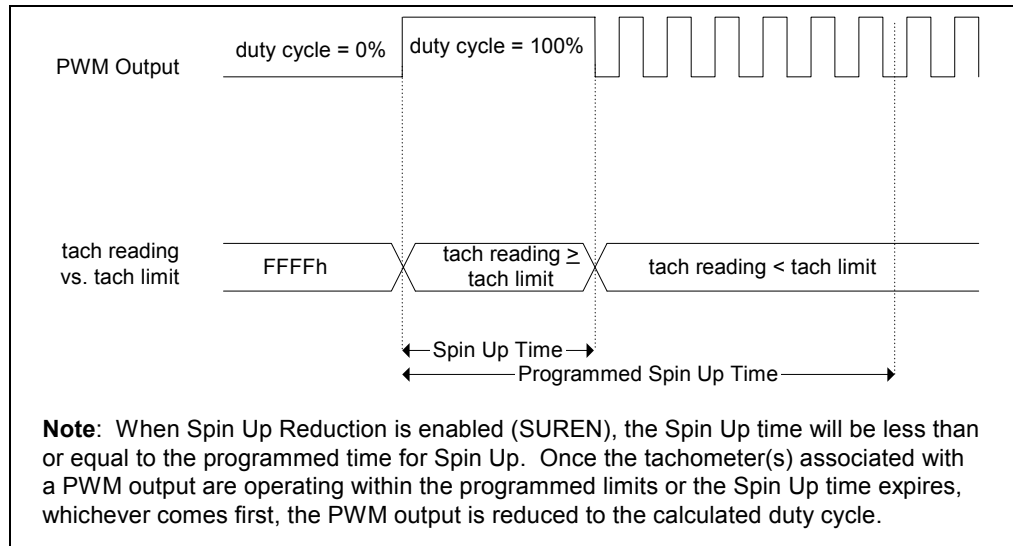 duty cycle = 0%
duty cycle = 100%
PWM Output
tach reading
vs. tach limit
FFFFh
tach reading ≥
tach limit
tach reading < tach limit
Spin Up Time
Programmed Spin Up Time
Note: When Spin Up Reduction is enabled (SUREN), the Spin Up time will be less than
or equal to the programmed time for Spin Up. Once the tachometer(s) associated with
a PWM output are operating within the programmed limits or the Spin Up time expires,
whichever comes first, the PWM output is reduced to the calculated duty cycle.